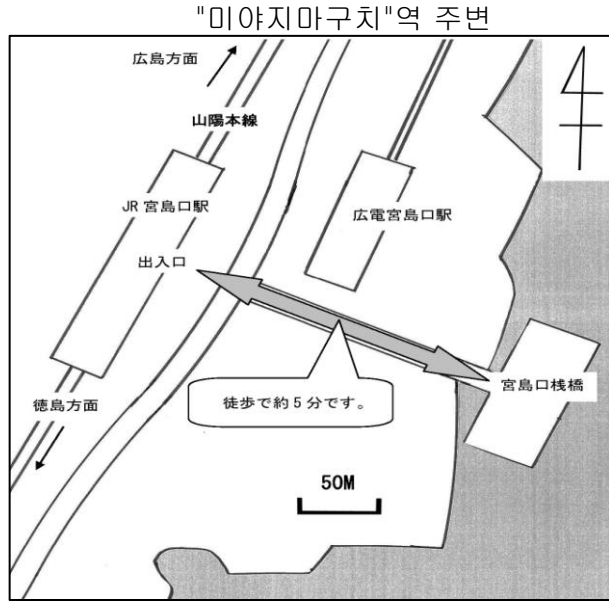 "미야지마구치"역 주변
広島方面
山陽本線
JR宮島口駅
広電宮島口駅
出入口
宮島口桟橋
徒歩で約5分です。
徳島方面
50M